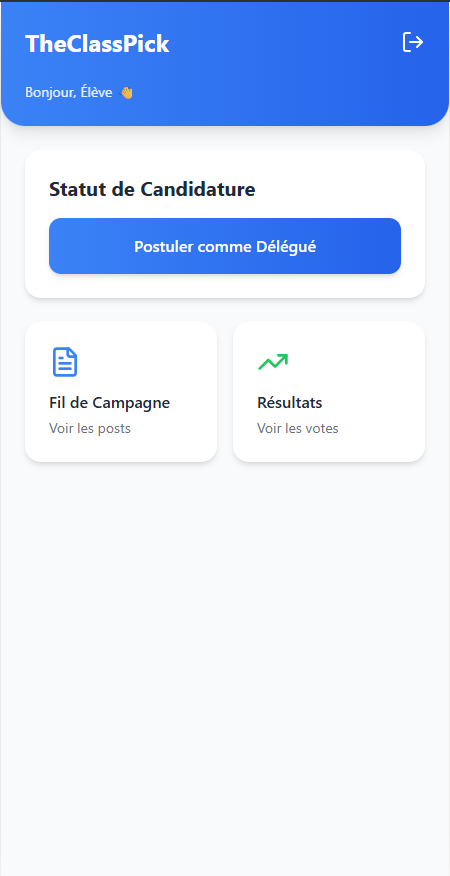 TheClassPick
Bonjour, Élève 👋
Statut de Candidature
Postuler comme Délégué
Fil de Campagne
Voir les posts
Résultats
Voir les votes